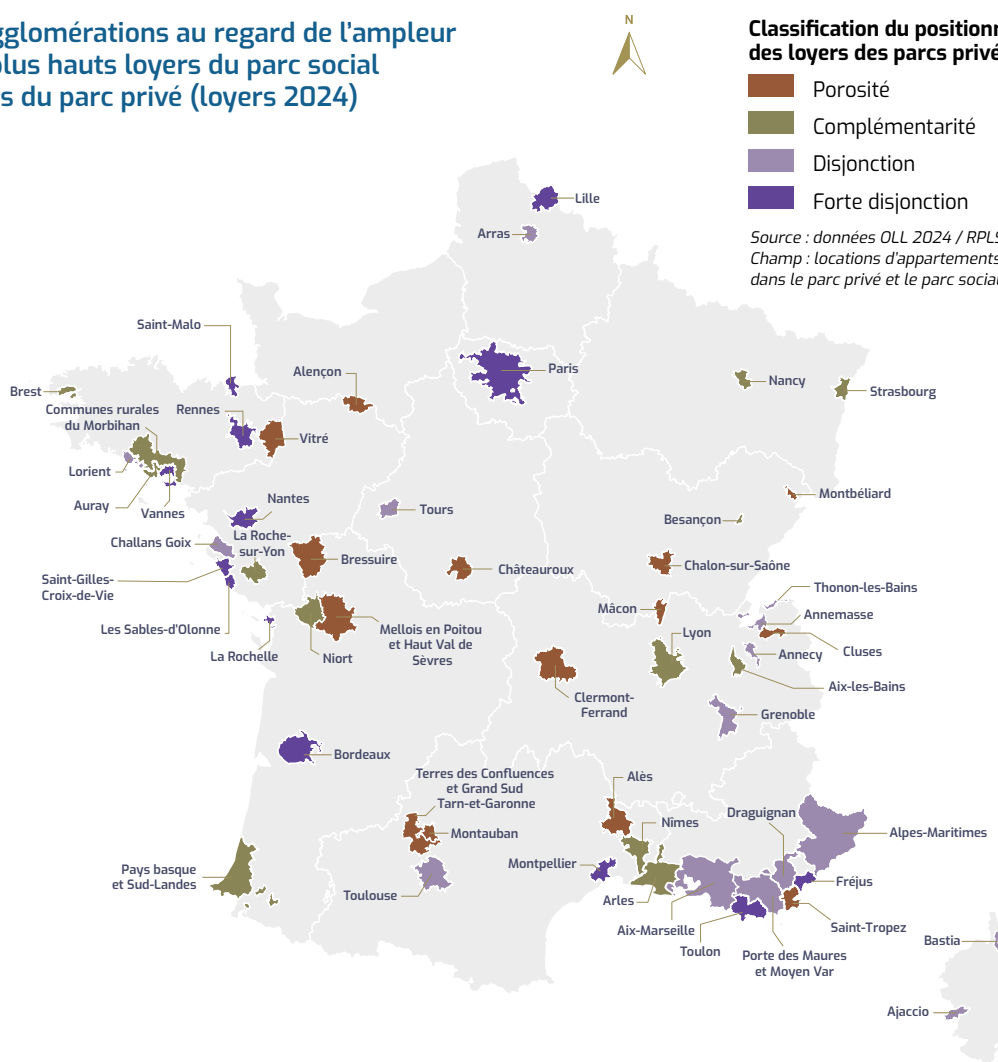 gglomérations au regard de l'ampleur
plus hauts loyers du parc social
s du parc privé (loyers 2024)
N
Classification du positionn
des loyers des parcs privé
Porosité
Complémentarité
Disjonction
Forte disjonction
Source : données OLL 2024 / RPLS
Champ : locations d'appartements
dans le parc privé et le parc social
Lille
Arras
Saint-Malo
Alençon
Paris
Nancy
Strasbourg
Brest
Communes rurales
du Morbihan
Rennes
Vitré
Lorient
Auray
Vannes
Nantes
Tours
Montbéliard
Besançon
Challans Goix
La Roche-
sur-Yon
Bressuire
Châteauroux
Chalon-sur-Saône
Saint-Gilles-
Croix-de-Vie
Thonon-les-Bains
Mâcon
Annemasse
Les Sables-d'Olonne
Mellois en Poitou
et Haut Val de
Sèvres
Lyon
La Rochelle
Niort
Annecy
Cluses
Aix-les-Bains
Clermont-
Ferrand
Grenoble
Bordeaux
Terres des Confluences
et Grand Sud
Tarn-et-Garonne
Alès
Montauban
Nîmes
Draguignan
Alpes-Maritimes
Pays basque
et Sud-Landes
Montpellier
Fréjus
Toulouse
Arles
Aix-Marseille
Saint-Tropez
Toulon
Porte des Maures
et Moyen Var
Bastia
Ajaccio